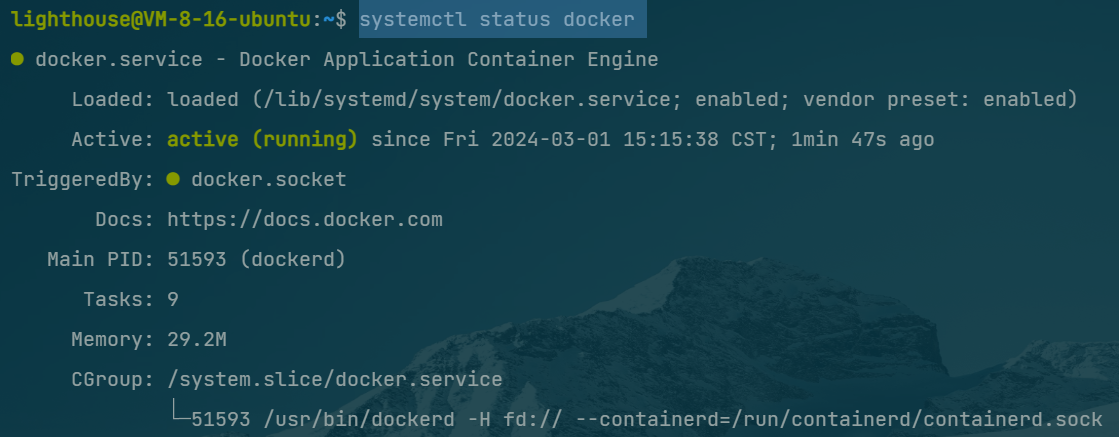 lighthouse@VM-8-16-ubuntu:~$ systemctl status docker
● docker.service - Docker Application Container Engine
Loaded: loaded (/lib/systemd/system/docker.service; enabled; vendor preset: enabled)
Active: active (running) since Fri 2024-03-01 15:15:38 CST; 1min 47s ago
TriggeredBy: ● docker.socket
Docs: https://docs.docker.com
Main PID: 51593 (dockerd)
Tasks: 9
Memory: 29.2M
CGroup: /system.slice/docker.service
└─51593 /usr/bin/dockerd -H fd:// --containerd=/run/containerd/containerd.sock